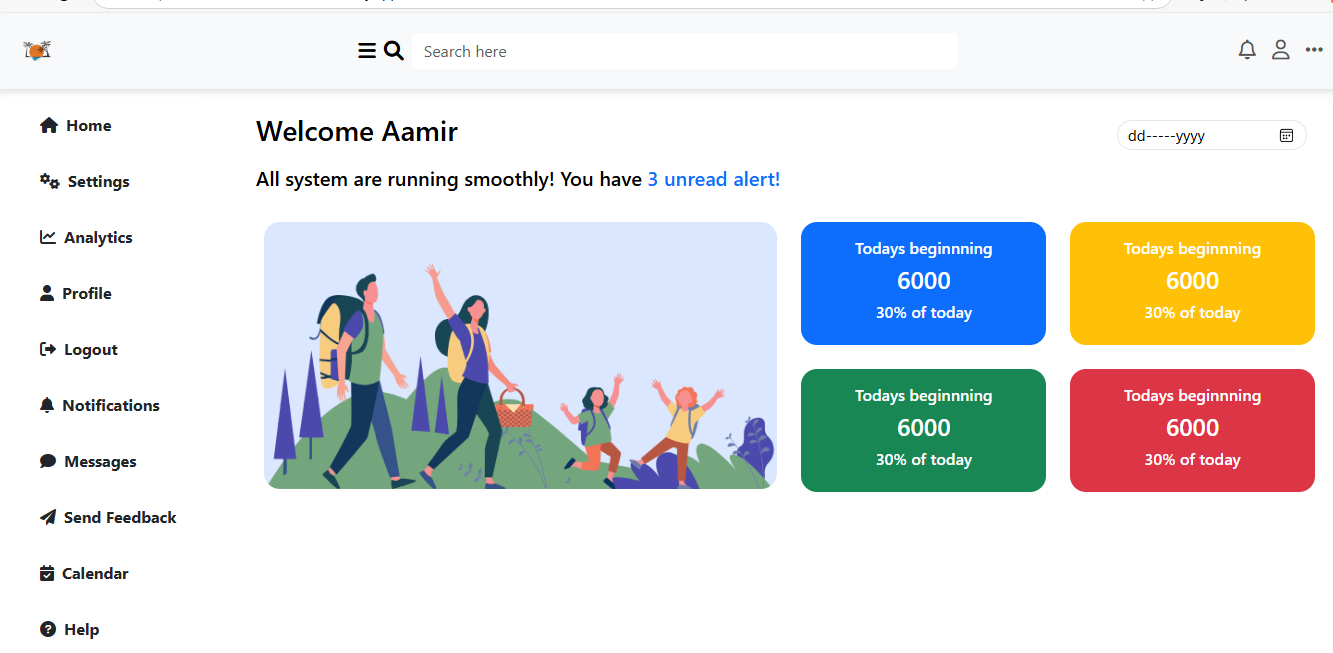 Search here
Home
Settings
Analytics
Profile
Logout
Notifications
Messages
Send Feedback
Calendar
Help
Welcome Aamir
dd-----yyyy
All system are running smoothly! You have 3 unread alert!
Todays beginnning
6000
30% of today
Todays beginnning
6000
30% of today
Todays beginnning
6000
30% of today
Todays beginnning
6000
30% of today